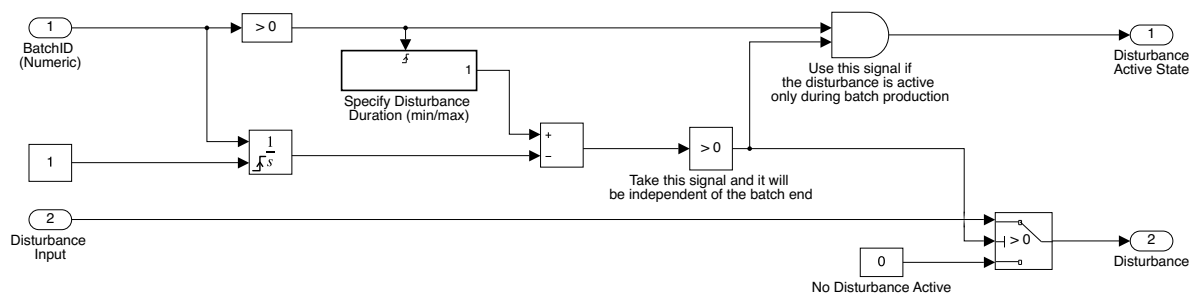 1
BatchID
(Numeric)
> 0
1
Specify Disturbance
Duration (min/max)
Use this signal if
the disturbance is active
only during batch production
1
Disturbance
Active State
1
1
s
+
−
> 0
Take this signal and it will
be independent of the batch end
2
Disturbance
Input
> 0
0
No Disturbance Active
2
Disturbance